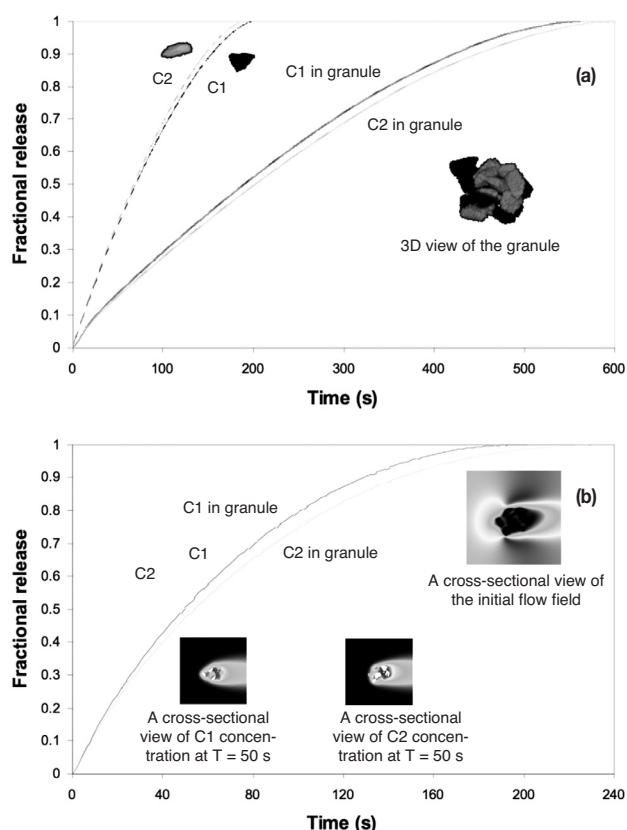 1
0.9
0.8
0.7
0.6
0.5
0.4
0.3
0.2
0.1
0
Fractional release
C2
C1
C1 in granule
(a)
C2 in granule
3D view of the granule
0
100
200
300
400
500
600
Time (s)
1
0.9
0.8
0.7
0.6
0.5
0.4
0.3
0.2
0.1
0
Fractional release
(b)
C1 in granule
C1
C2 in granule
C2
A cross-sectional view of
the initial flow field
A cross-sectional
view of C1 concen-
tration at T = 50 s
A cross-sectional
view of C2 concen-
tration at T = 50 s
0
40
80
120
160
200
240
Time (s)